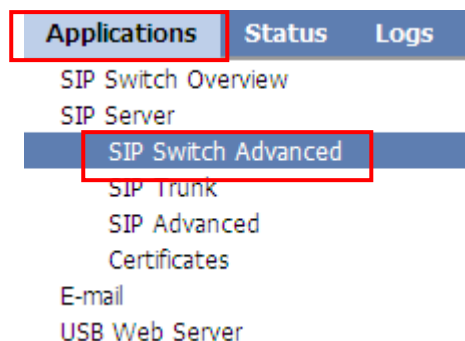 Applications Status Logs
SIP Switch Overview
SIP Server
SIP Switch Advanced
SIP Trunk
SIP Advanced
Certificates
E-mail
USB Web Server